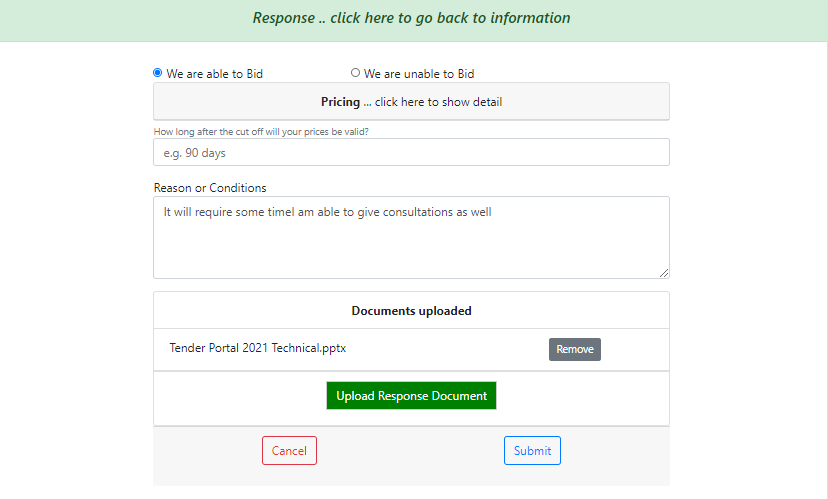 Response .. click here to go back to information
We are able to Bid We are unable to Bid
Pricing ... click here to show detail
How long after the cut off will your prices be valid?
e.g. 90 days
Reason or Conditions
It will require some timeI am able to give consultations as well
Documents uploaded
Tender Portal 2021 Technical.pptx Remove
Upload Response Document
Cancel Submit